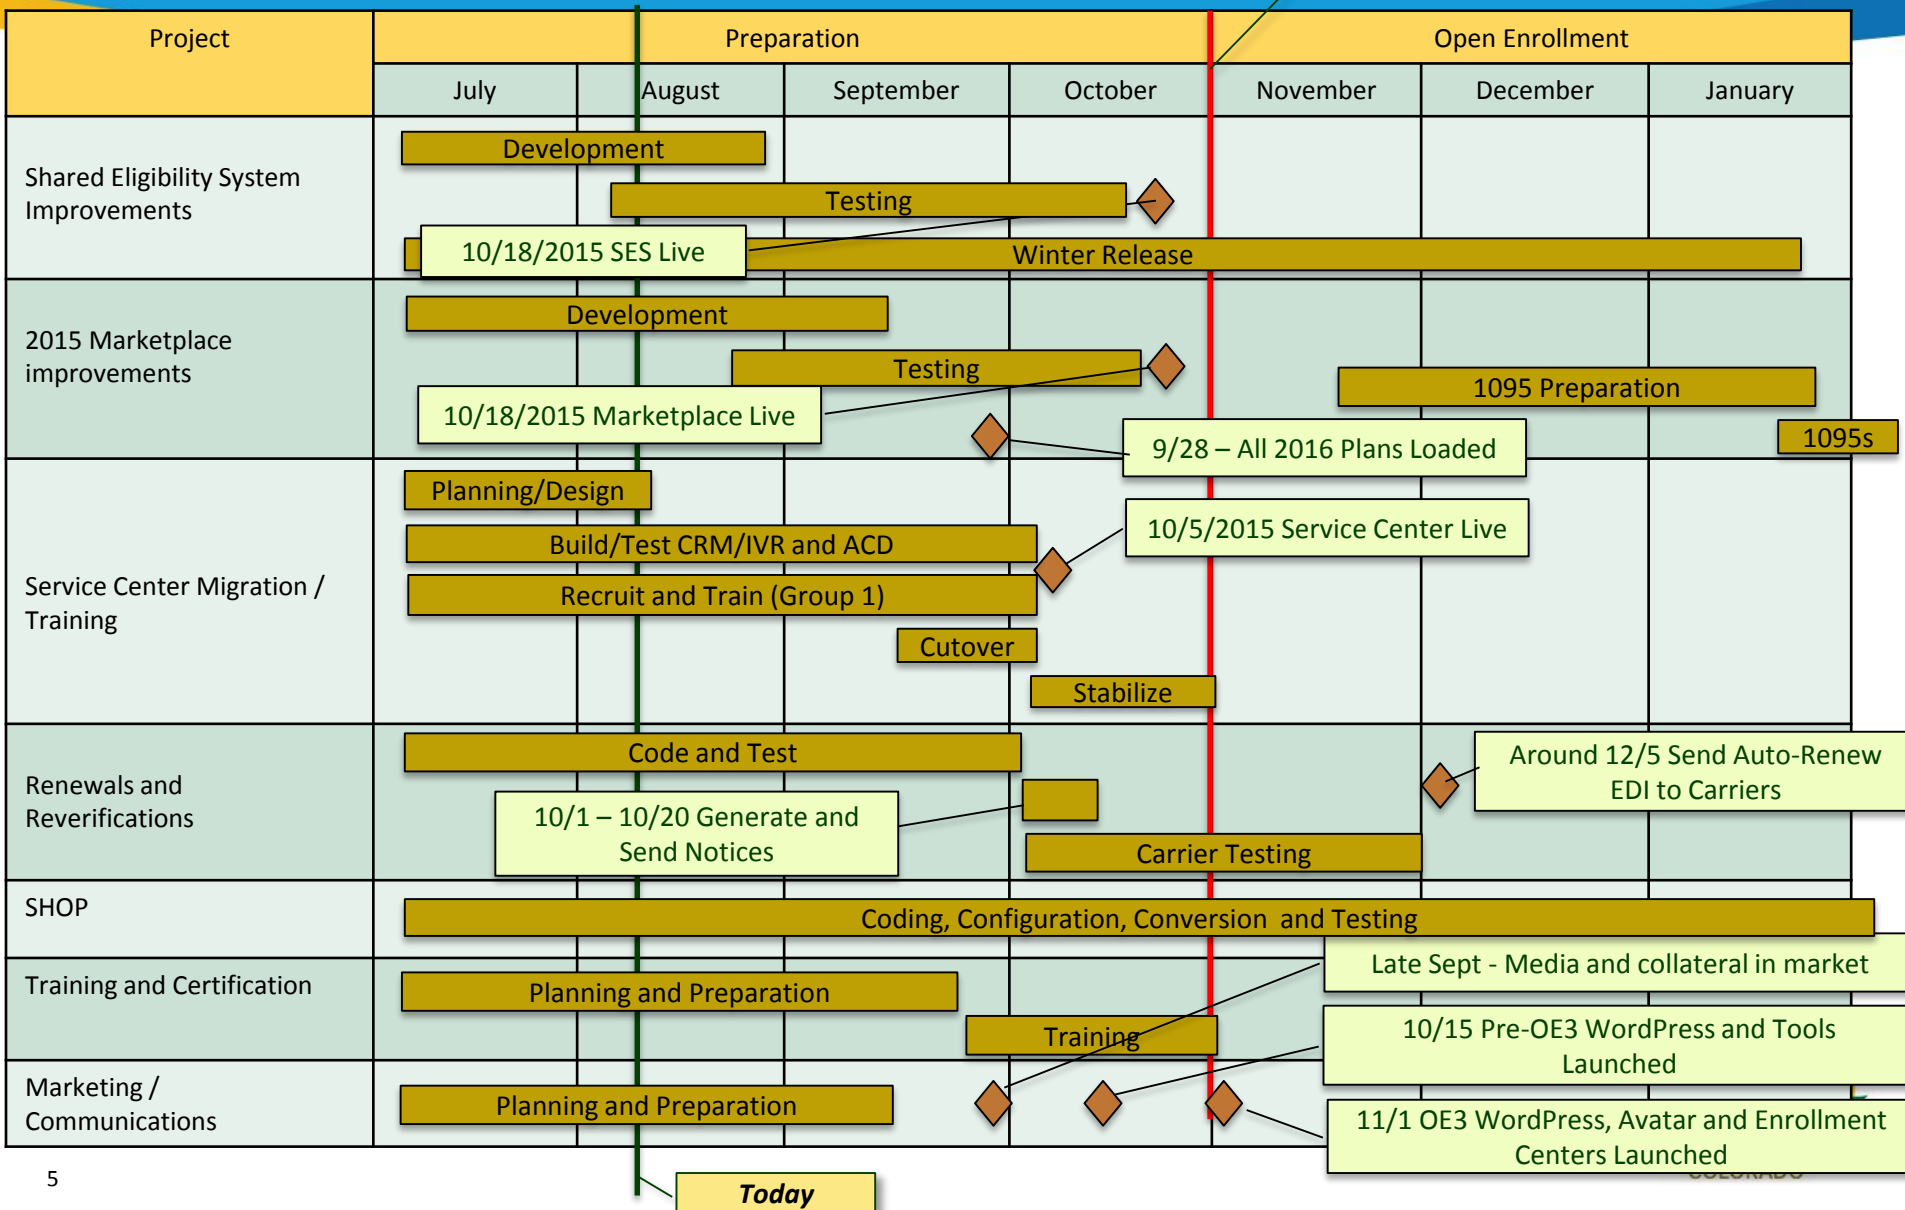 Project
Preparation
Open Enrollment
July
August
September
October
November
December
January
Shared Eligibility System
Improvements
Development
Testing
10/18/2015 SES Live
Winter Release
2015 Marketplace
improvements
Development
Testing
1095 Preparation
10/18/2015 Marketplace Live
9/28 – All 2016 Plans Loaded
1095s
Service Center Migration /
Training
Planning/Design
10/5/2015 Service Center Live
Build/Test CRM/IVR and ACD
Recruit and Train (Group 1)
Cutover
Stabilize
Renewals and
Reverifications
Code and Test
Around 12/5 Send Auto-Renew
EDI to Carriers
10/1 – 10/20 Generate and
Send Notices
Carrier Testing
SHOP
Coding, Configuration, Conversion and Testing
Late Sept - Media and collateral in market
Training and Certification
Planning and Preparation
Training
10/15 Pre-OE3 WordPress and Tools
Launched
Marketing /
Communications
Planning and Preparation
11/1 OE3 WordPress, Avatar and Enrollment
Centers Launched
5
COLORADO
Today